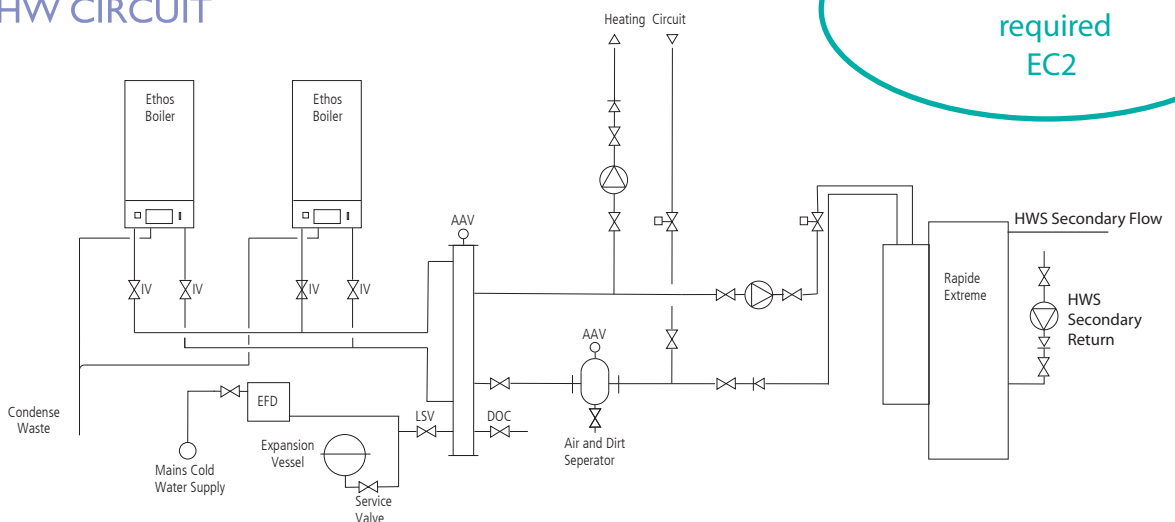 HW CIRCUIT
required
EC2
Heating Circuit
Ethos
Boiler
Ethos
Boiler
AAV
HWS Secondary Flow
Rapide
Extreme
IV
IV
IV
IV
HWS
Secondary
Return
AAV
EFD
Condense
Waste
LSV
DOC
Expansion
Vessel
Air and Dirt
Seperator
Mains Cold
Water Supply
Service
Valve